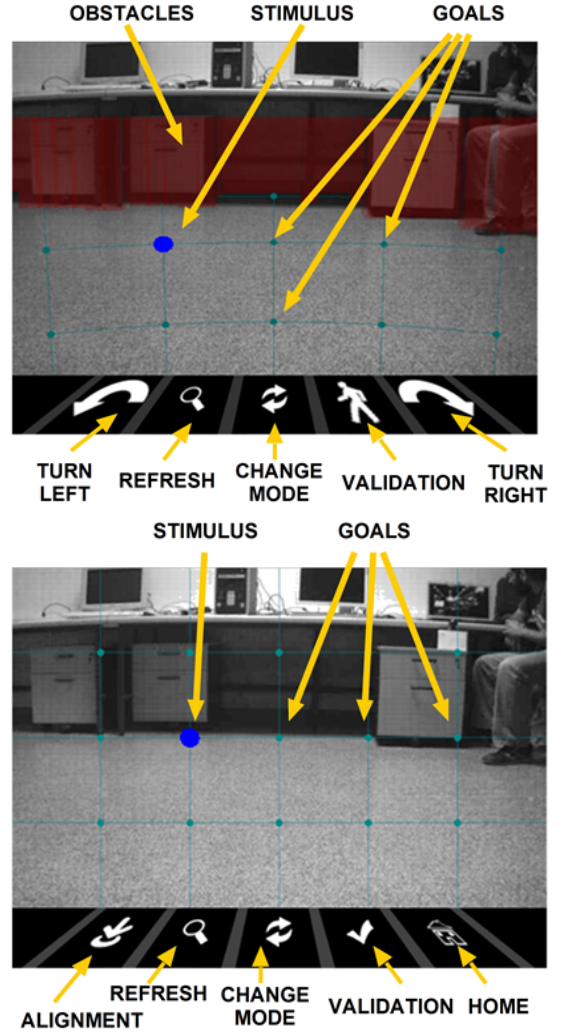 OBSTACLES STIMULUS GOALS
TURN LEFT
REFRESH
CHANGE MODE
VALIDATION
TURN RIGHT
STIMULUS GOALS
ALIGNMENT
REFRESH
CHANGE MODE
VALIDATION
HOME